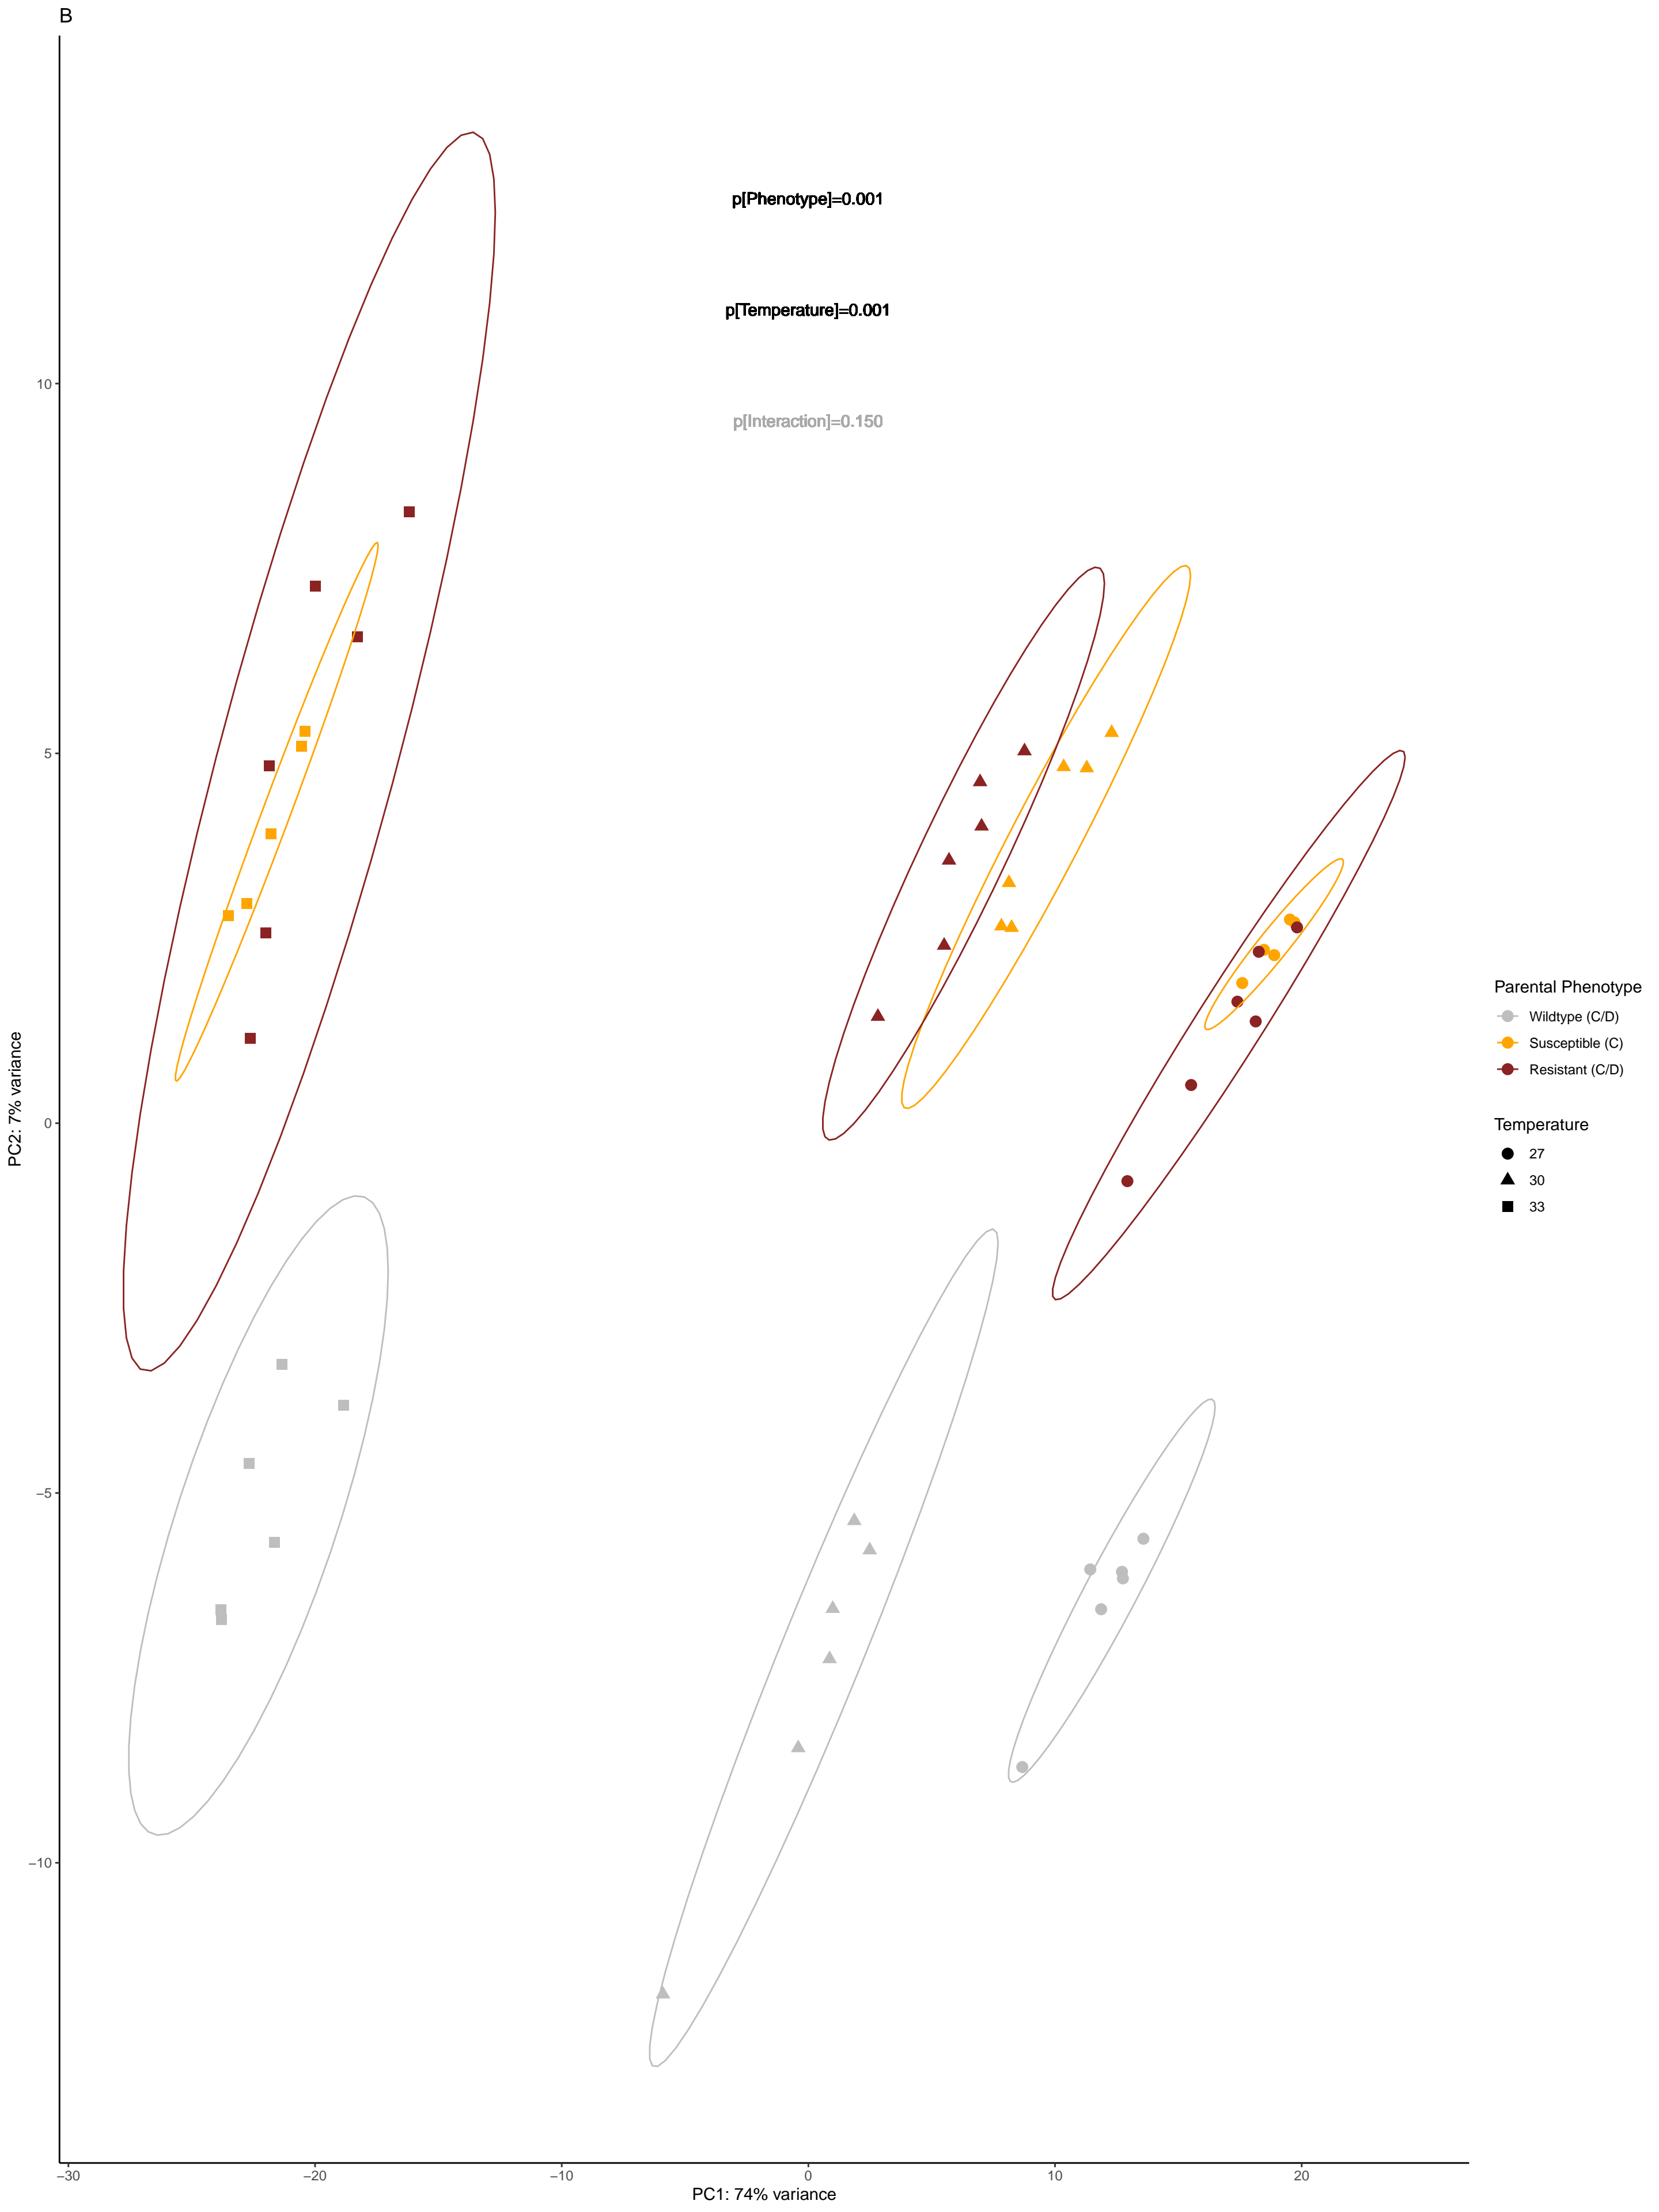 B
p[Phenotype]=0.001
p[Temperature]=0.001
p[Interaction]=0.150
10
5
0
−5
−10
PC2: 7% variance
−30
−20
−10
0
10
20
PC1: 74% variance
Parental Phenotype
Wildtype (C/D)
Susceptible (C)
Resistant (C/D)
Temperature
27
30
33